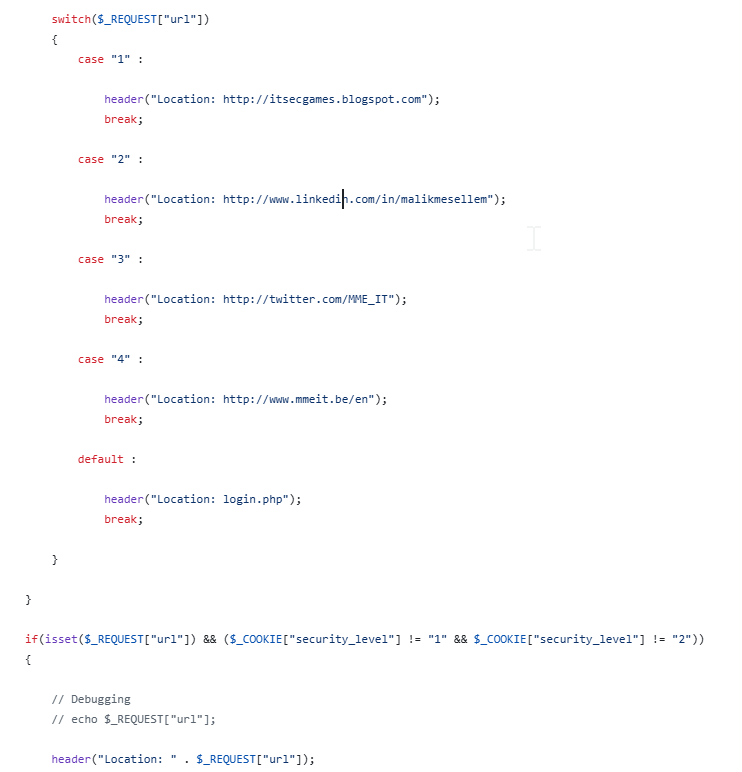 switch($_REQUEST["url"])
{
case "1" :
header("Location: http://itsecgames.blogspot.com");
break;
case "2" :
header("Location: http://www.linkedin.com/in/malikmesellem");
break;
case "3" :
header("Location: http://twitter.com/MME_IT");
break;
case "4" :
header("Location: http://www.mmeit.be/en");
break;
default :
header("Location: login.php");
break;
}
}
if(isset($_REQUEST["url"]) && ($_COOKIE["security_level"] != "1" && $_COOKIE["security_level"] != "2"))
{
// Debugging
// echo $_REQUEST["url"];
header("Location: " . $_REQUEST["url"]);